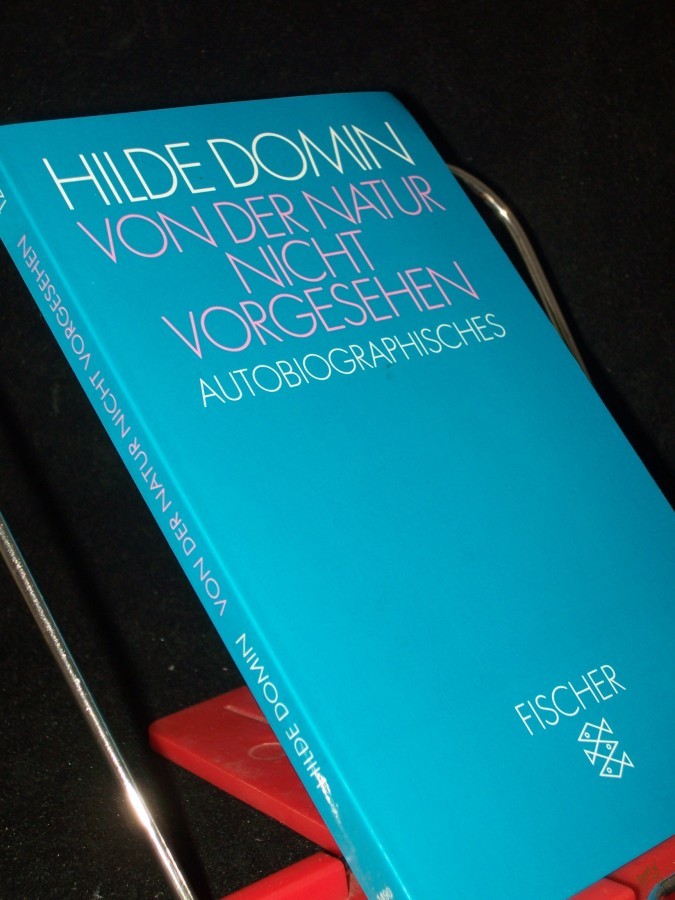 HILDE DOMIN
VON DER NATUR
NICHT
VORGESEHEN
AUTOBIOGRAPHISCHES
FISCHER
HILDE DOMIN VON DER NATUR NICHT VORGESEHEN